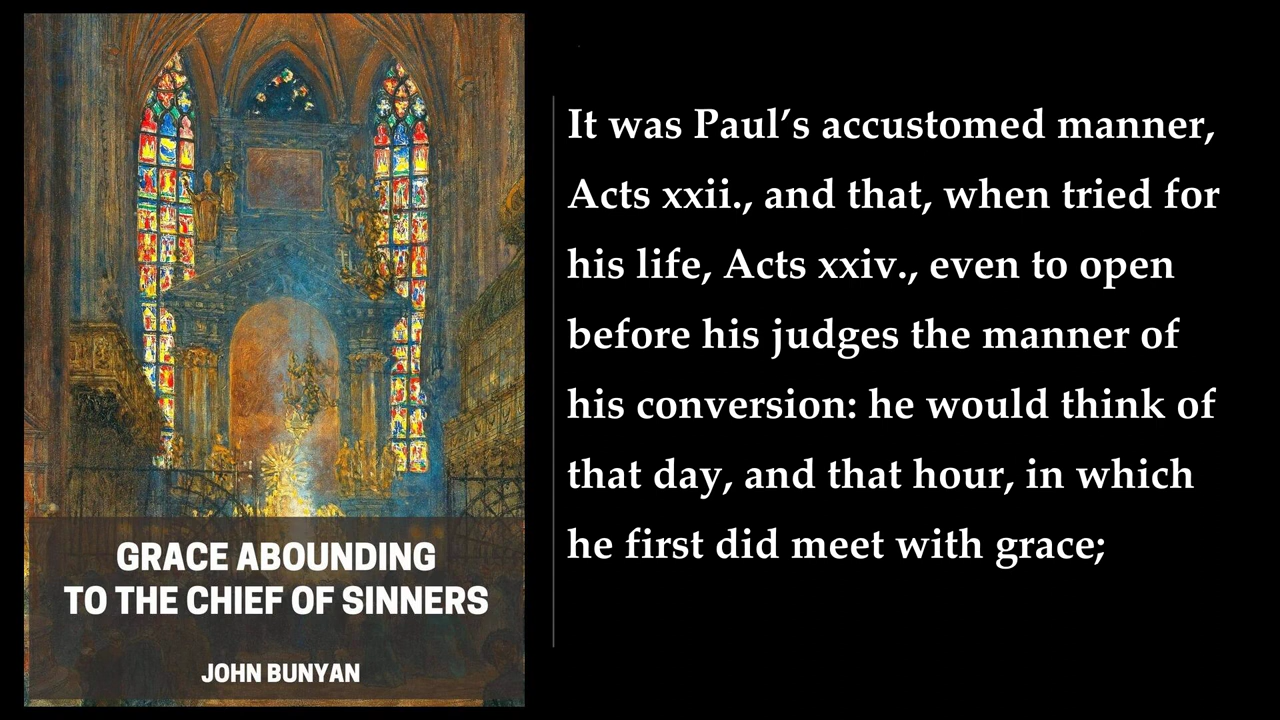 GRACE ABOUNDING
TO THE CHIEF OF SINNERS
JOHN BUNYAN
It was Paul’s accustomed manner,
Acts xxii., and that, when tried for
his life, Acts xxiv., even to open
before his judges the manner of
his conversion: he would think of
that day, and that hour, in which
he first did meet with grace;